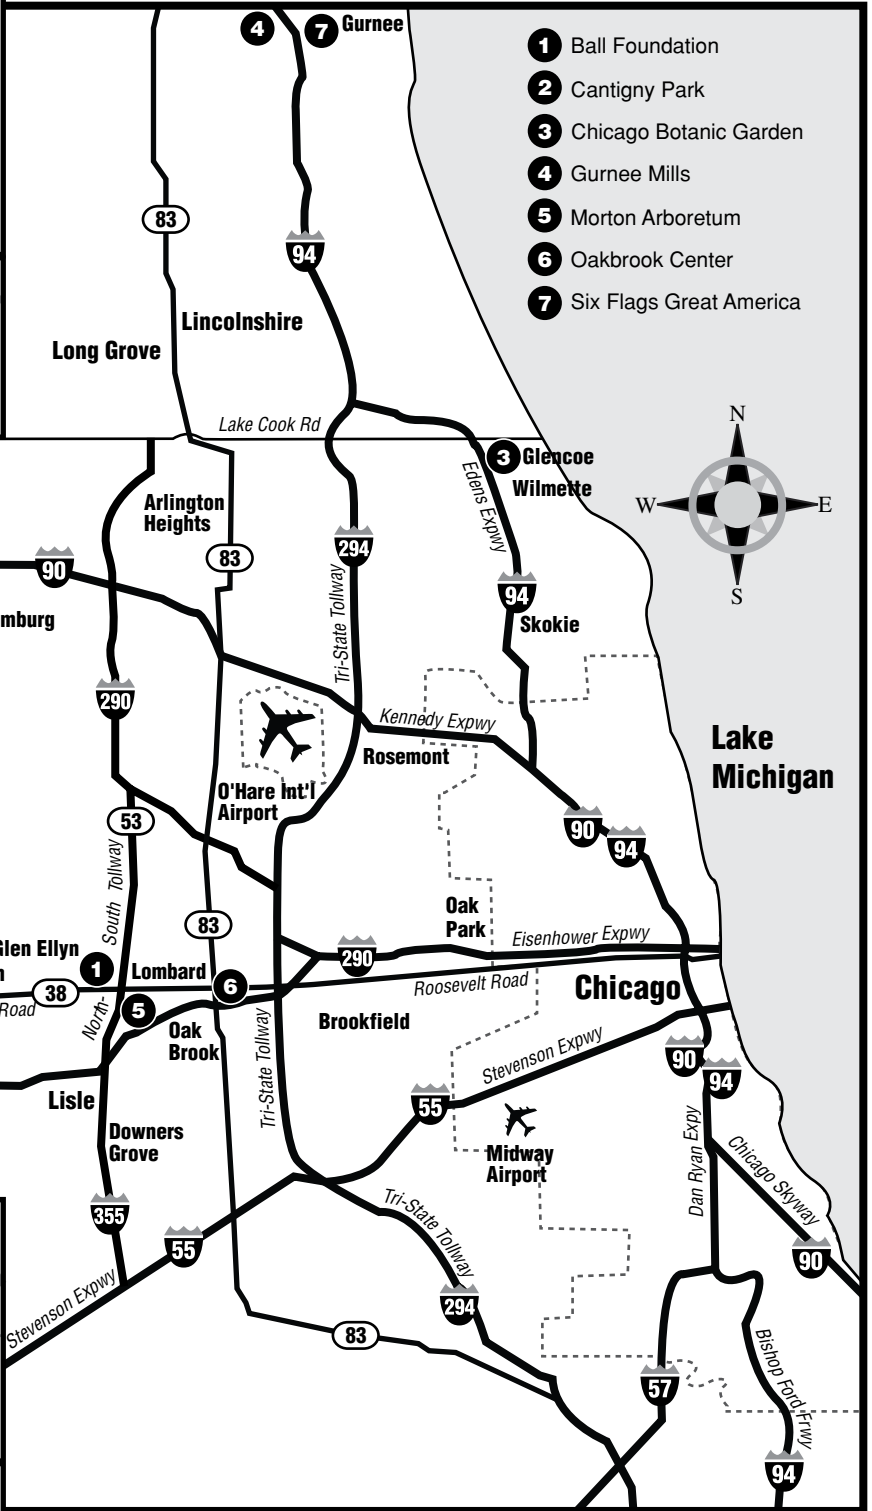 4
7 Gurnee
1 Ball Foundation
2 Cantigny Park
3 Chicago Botanic Garden
4 Gurnee Mills
5 Morton Arboretum
6 Oakbrook Center
7 Six Flags Great America
83
94
Lincolnshire
Long Grove
Lake Cook Rd
N
W
E
S
3 Glencoe
Wilmette
Edens Expwy
Arlington
Heights
83
294
90
94
Tri-State Tollway
mburg
Skokie
290
Kennedy Expwy
Rosemont
Lake
Michigan
O'Hare Int'l
Airport
53
90
94
South Tollway
83
Oak
Park
Eisenhower Expwy
Glen Ellyn
n
1
Lombard
6
290
38
Road
North-
5
Roosevelt Road
Chicago
Oak
Brook
Brookfield
Tri-State Tollway
Stevenson Expwy
90
94
55
Lisle
Downers
Grove
Midway
Airport
Dan Ryan Expy
Chicago Skyway
355
55
Tri-State Tollway
90
Stevenson Expwy
294
83
57
Bishop Ford Frwy
94